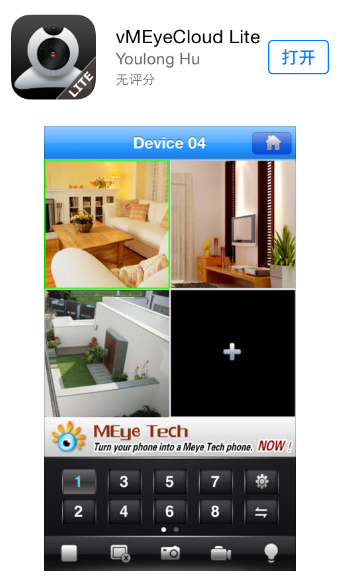 vMEyeCloud Lite
Youlong Hu
无评分
打开
LITE
Device 04
MEye Tech
Turn your phone into a Meye Tech phone. NOW !
1 3 5 7
2 4 6 8